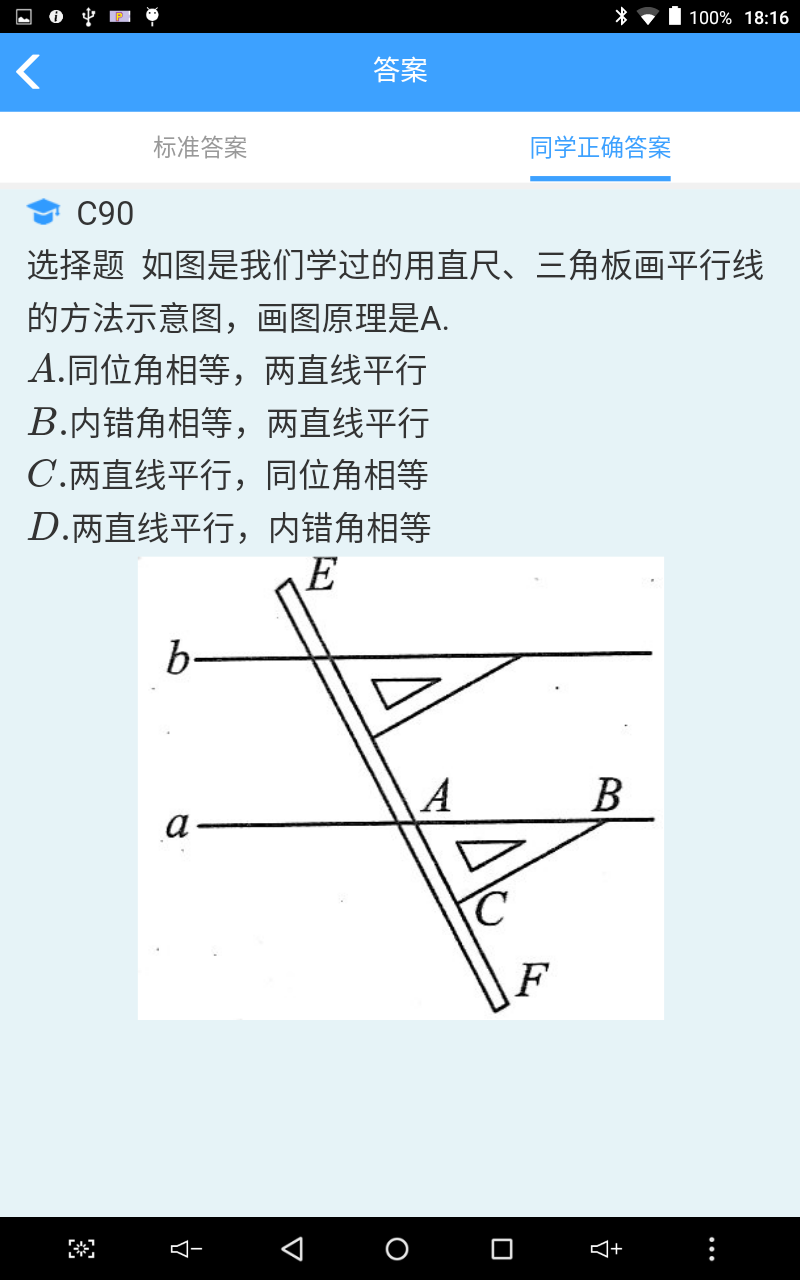 100% 18:16
答案
标准答案 同学正确答案
C90
选择题 如图是我们学过的用直尺、三角板画平行线
的方法示意图，画图原理是A.
A.同位角相等，两直线平行
B.内错角相等，两直线平行
C.两直线平行，同位角相等
D.两直线平行，内错角相等
E
b
A B
a
C
F